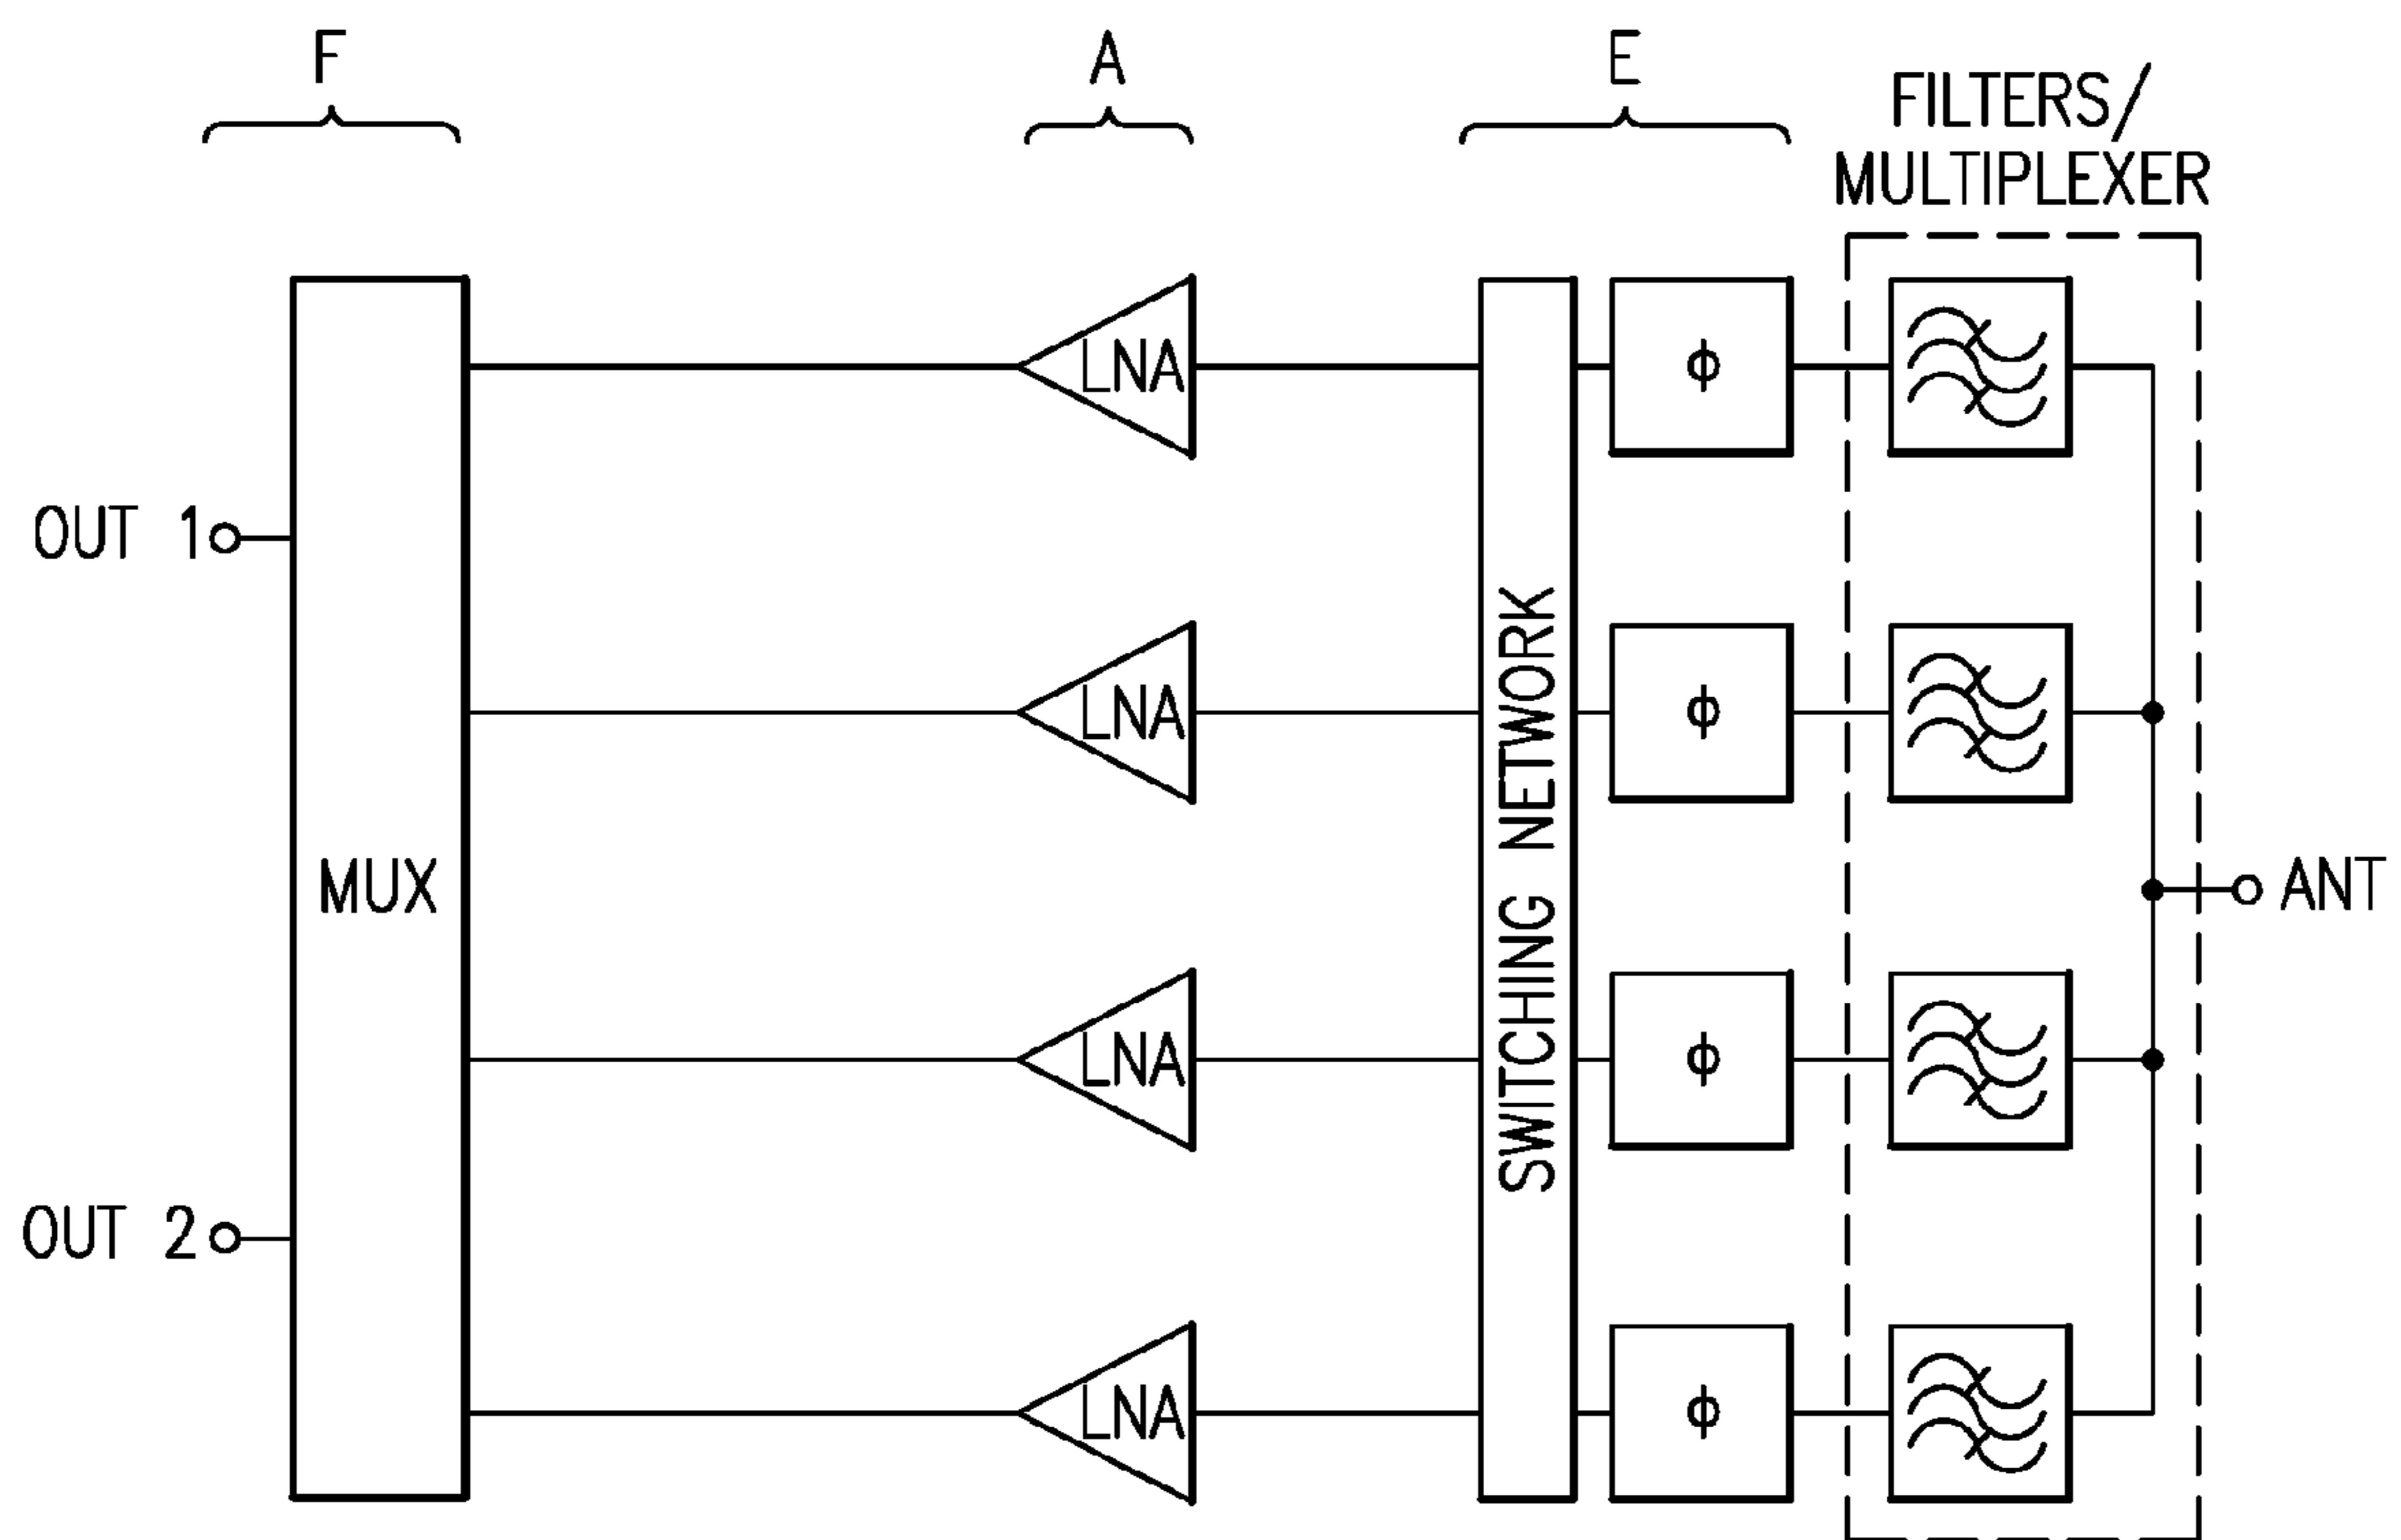 F
A
E
FILTERS/
MULTIPLEXER
LNA
ϕ
OUT 1
SWITCHING NETWORK
LNA
ϕ
MUX
ANT
LNA
ϕ
OUT 2
LNA
ϕ